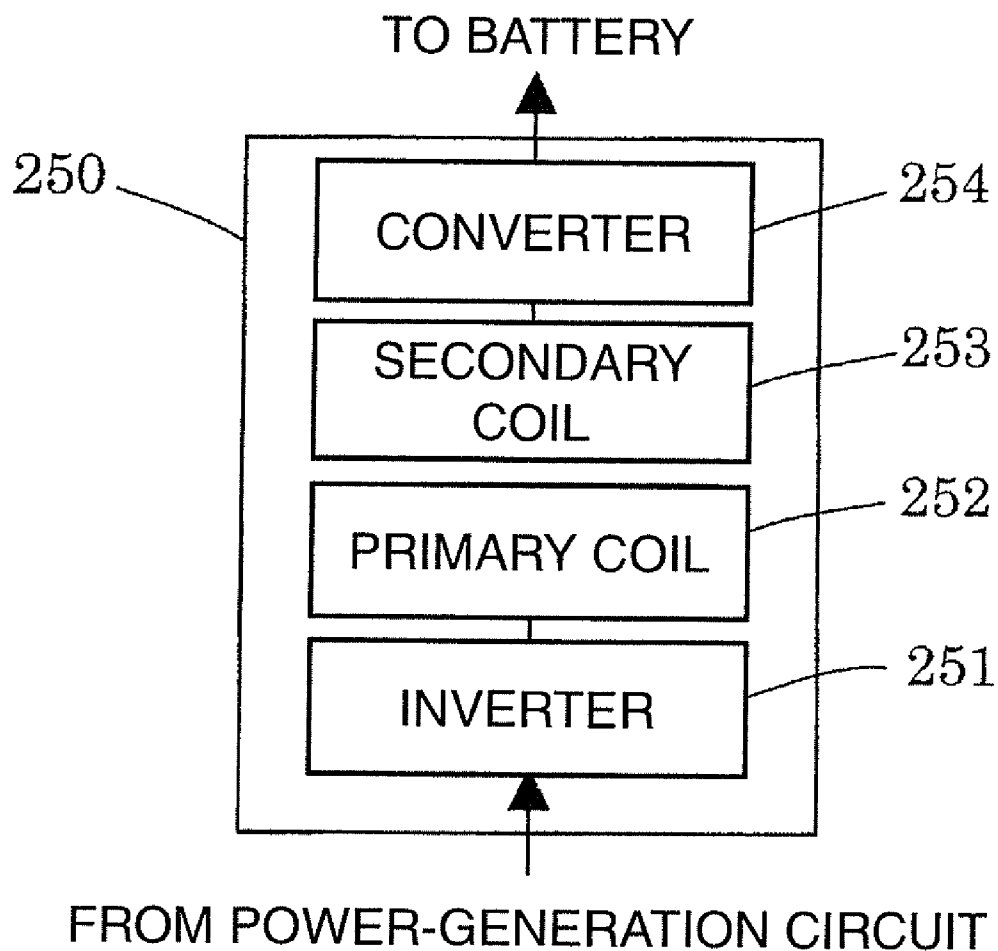 TO BATTERY
250
254
CONVERTER
SECONDARY
COIL
253
252
PRIMARY COIL
251
INVERTER
FROM POWER-GENERATION CIRCUIT